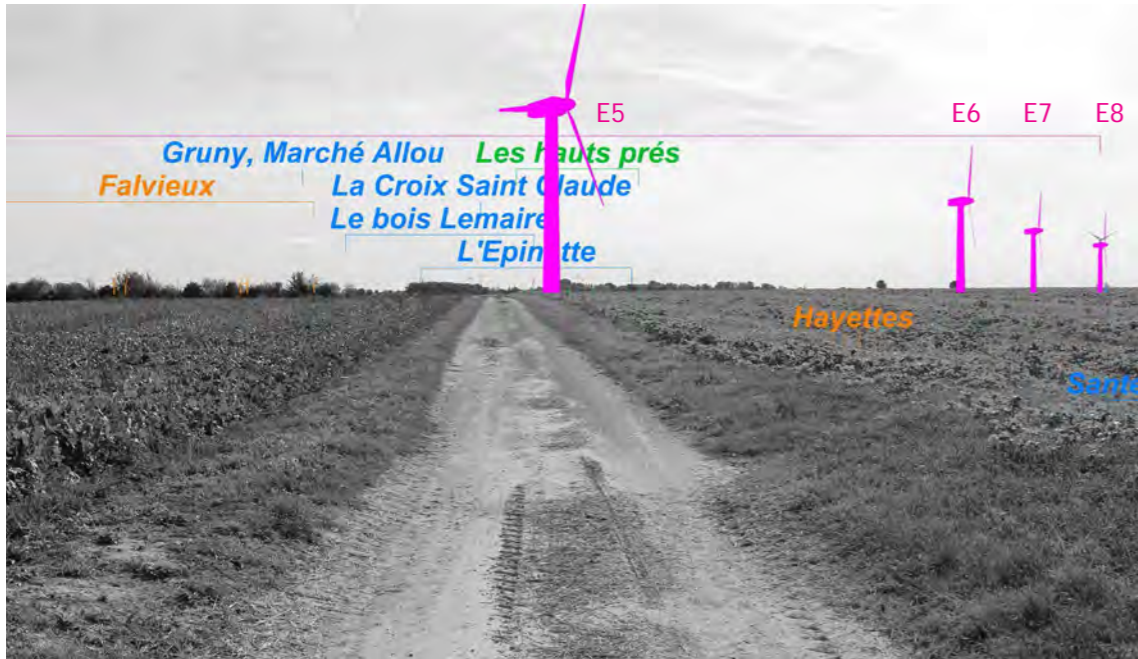 E5
E6
E7
E8
Gruny, Marché Allou
Les hauts prés
Falvieux
La Croix Saint Claude
Le bois Lemaire
L'Epinette
Hayettes